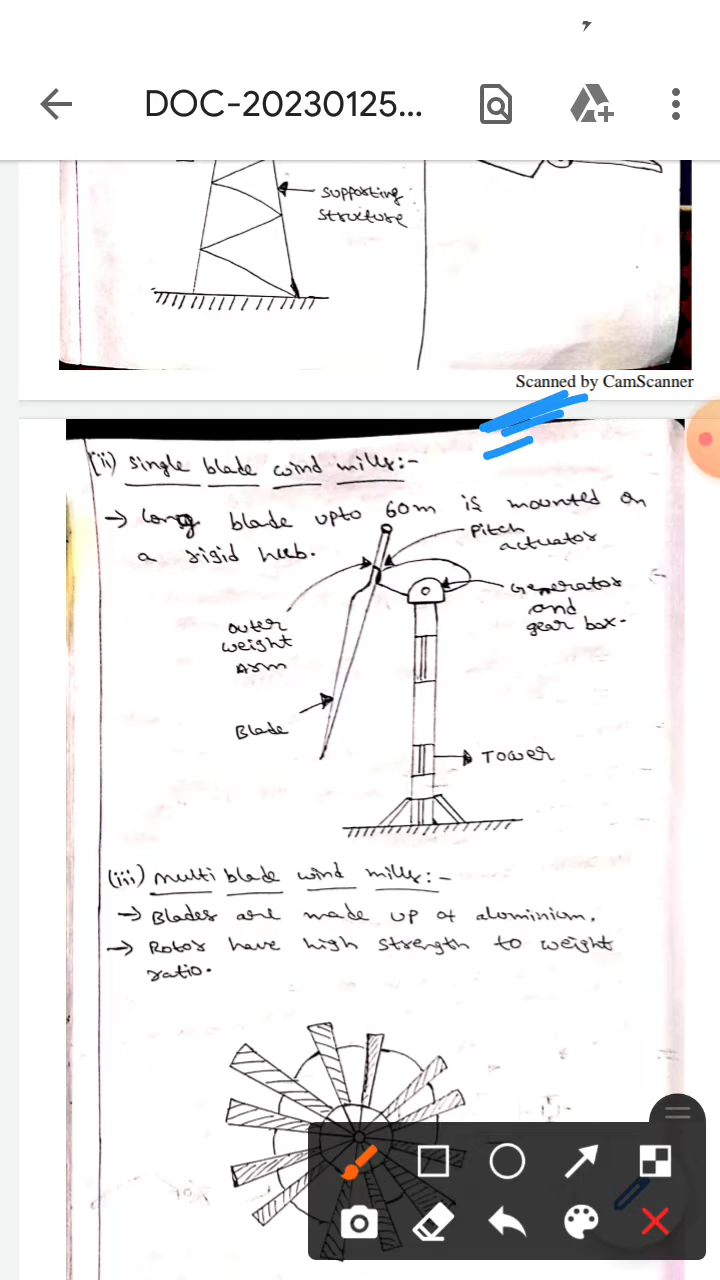 DOC-20230125...
supporting
structure
Scanned by CamScanner
(ii) single blade wind mills:-
→ Long blade upto 60m is mounted on
a rigid hub.
Pitch
actuator
Generator
and
gear box-
outer
weight
Arm
Blade
Tower
(iii) multi blade wind mills:-
→ Blades are made up of aluminium.
→ Rotor have high strength to weight
ratio.